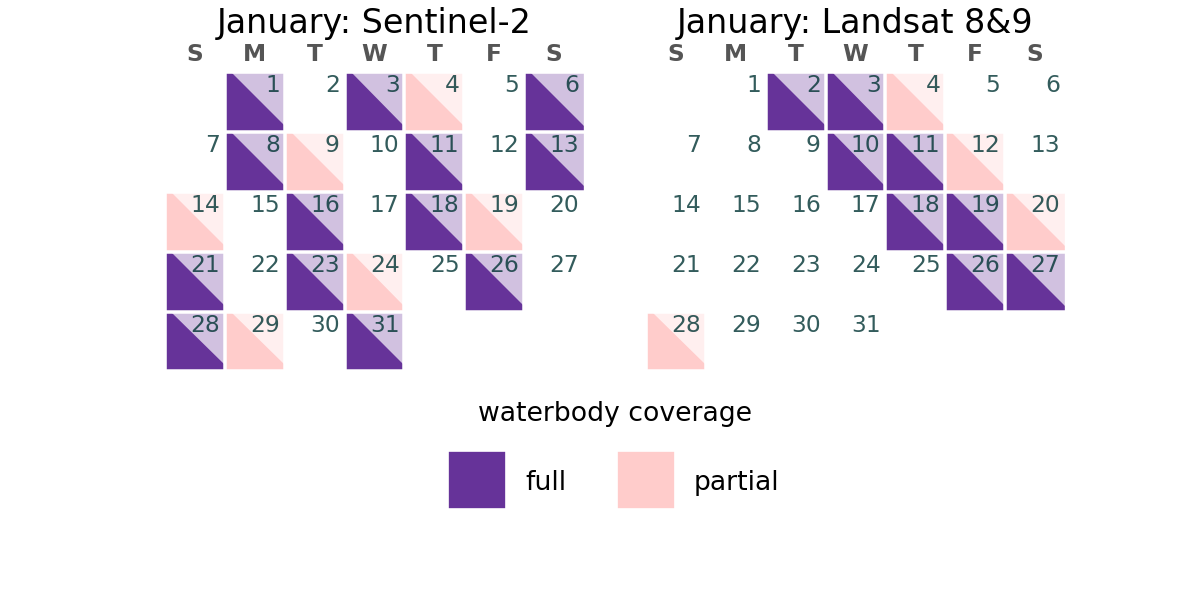 January: Sentinel-2
S M T W T F S
1 2 3 4 5 6
7 8 9 10 11 12 13
14 15 16 17 18 19 20
21 22 23 24 25 26 27
28 29 30 31
January: Landsat 8&9
S M T W T F S
1 2 3 4 5 6
7 8 9 10 11 12 13
14 15 16 17 18 19 20
21 22 23 24 25 26 27
28 29 30 31
waterbody coverage
full partial